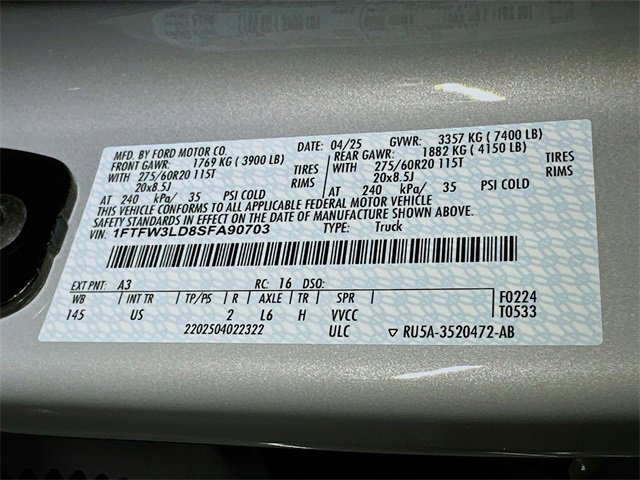 MFD. BY FORD MOTOR CO. DATE: 04/25 GVWR: 3357 KG ( 7400 LB)
FRONT GAWR: 1769 KG ( 3900 LB) REAR GAWR: 1882 KG ( 4150 LB)
WITH 275/60R20 115T TIRES WITH 275/60R20 115T TIRES
20x8.5J RIMS 20x8.5J RIMS
AT 240 kPa/ 35 PSI COLD AT 240 kPa/ 35 PSI COLD
THIS VEHICLE CONFORMS TO ALL APPLICABLE FEDERAL MOTOR VEHICLE
SAFETY STANDARDS IN EFFECT ON THE DATE OF MANUFACTURE SHOWN ABOVE.
VIN: 1FTFW3LD8SFA90703 TYPE: Truck
EXT PNT: A3 RC: 16 DSO:
WB INT TR TP/PS R AXLE TR SPR F0224
145 US 2 L6 H VVCC T0533
2202504022322 ULC ▽ RU5A-3520472-AB